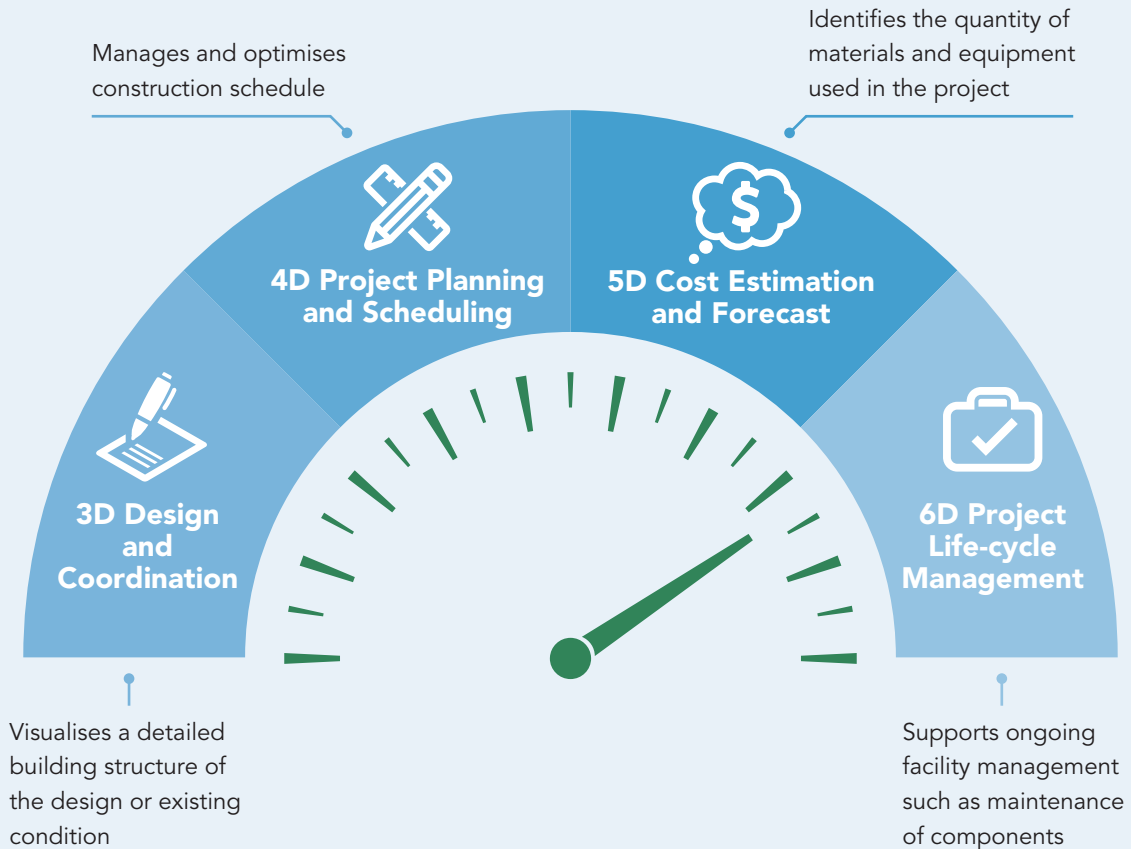 Manages and optimises
construction schedule
Identifies the quantity of
materials and equipment
used in the project
4D Project Planning
and Scheduling
$
5D Cost Estimation
and Forecast
3D Design
and
Coordination
6D Project
Life-cycle
Management
Visualises a detailed
building structure of
the design or existing
condition
Supports ongoing
facility management
such as maintenance
of components